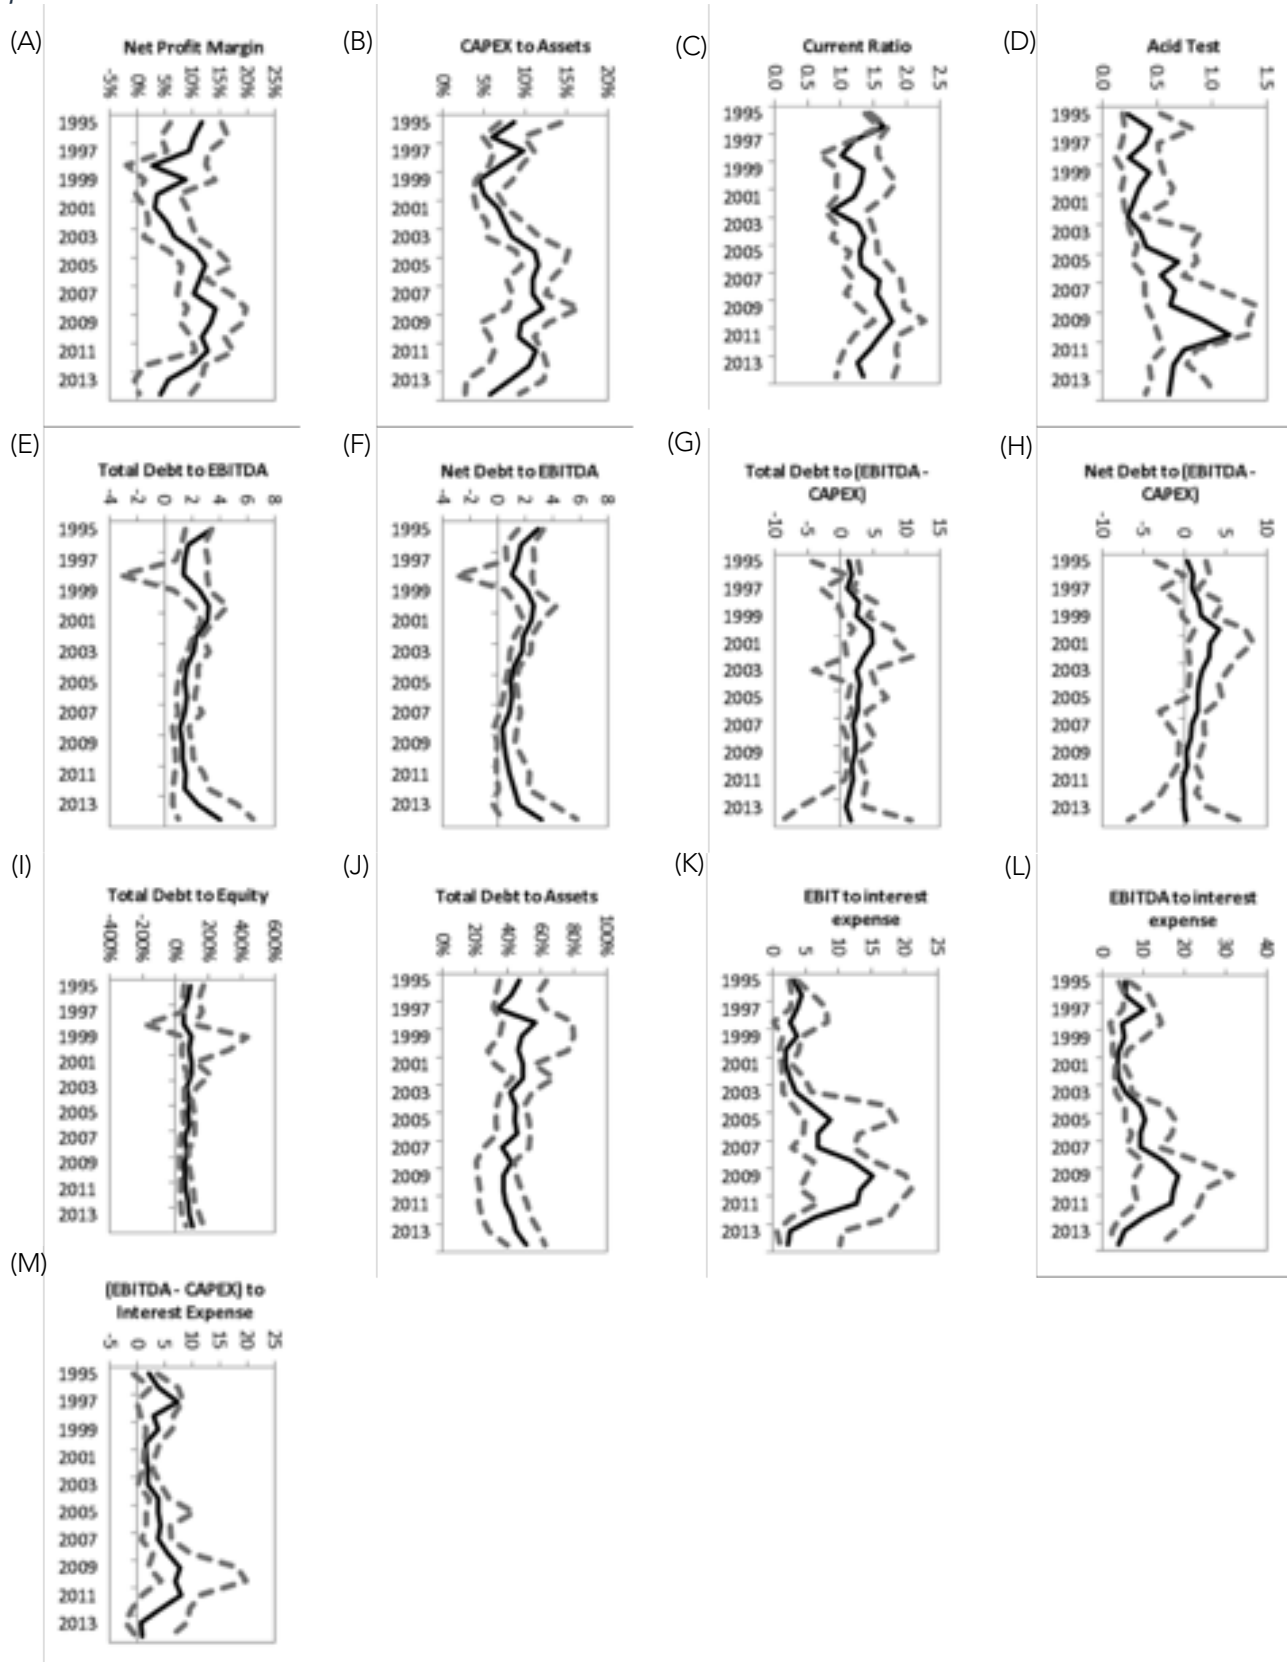 (A)
Net Profit Margin
-5% 0% 5% 10% 15% 20% 25%
1995
1997
1999
2001
2003
2005
2007
2009
2011
2013
(B)
CAPEX to Assets
0% 5% 10% 15% 20%
1995
1997
1999
2001
2003
2005
2007
2009
2011
2013
(C)
Current Ratio
0.0 0.5 1.0 1.5 2.0 2.5
1995
1997
1999
2001
2003
2005
2007
2009
2011
2013
(D)
Acid Test
0.0 0.5 1.0 1.5
1995
1997
1999
2001
2003
2005
2007
2009
2011
2013
(E)
Total Debt to EBITDA
-4 -2 0 2 4 6 8
1995
1997
1999
2001
2003
2005
2007
2009
2011
2013
(F)
Net Debt to EBITDA
-4 -2 0 2 4 6 8
1995
1997
1999
2001
2003
2005
2007
2009
2011
2013
(G)
Total Debt to (EBITDA -
CAPEX)
-10 -5 0 5 10 15
1995
1997
1999
2001
2003
2005
2007
2009
2011
2013
(H)
Net Debt to (EBITDA -
CAPEX)
-10 -5 0 5 10
1995
1997
1999
2001
2003
2005
2007
2009
2011
2013
(I)
Total Debt to Equity
-400% -200% 0% 200% 400% 600%
1995
1997
1999
2001
2003
2005
2007
2009
2011
2013
(J)
Total Debt to Assets
0% 20% 40% 60% 80% 100%
1995
1997
1999
2001
2003
2005
2007
2009
2011
2013
(K)
EBIT to interest
expense
0 5 10 15 20 25
1995
1997
1999
2001
2003
2005
2007
2009
2011
2013
(L)
EBITDA to interest
expense
0 10 20 30 40
1995
1997
1999
2001
2003
2005
2007
2009
2011
2013
(M)
(EBITDA - CAPEX) to
Interest Expense
-5 0 5 10 15 20 25
1995
1997
1999
2001
2003
2005
2007
2009
2011
2013